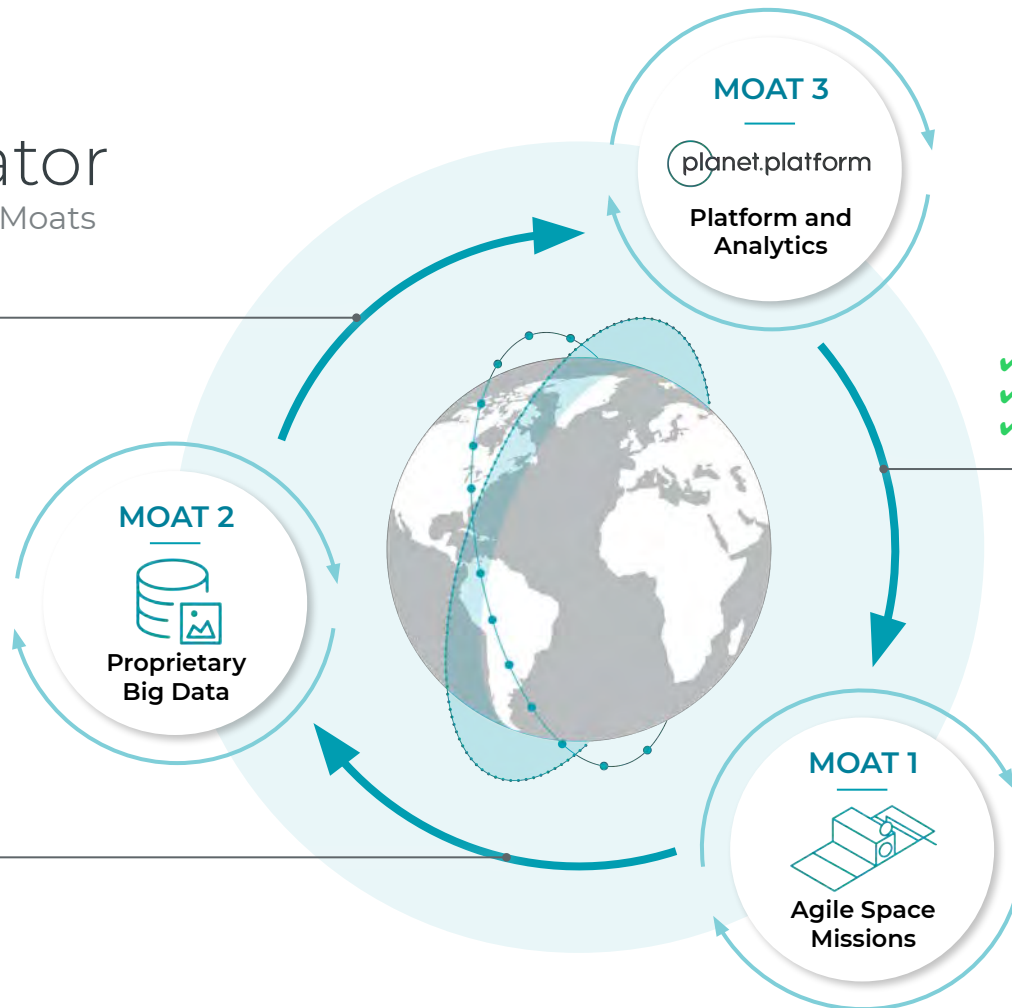 ator
Moats
MOAT 3
planet.platform
Platform and
Analytics
MOAT 2
Proprietary
Big Data
MOAT 1
Agile Space
Missions